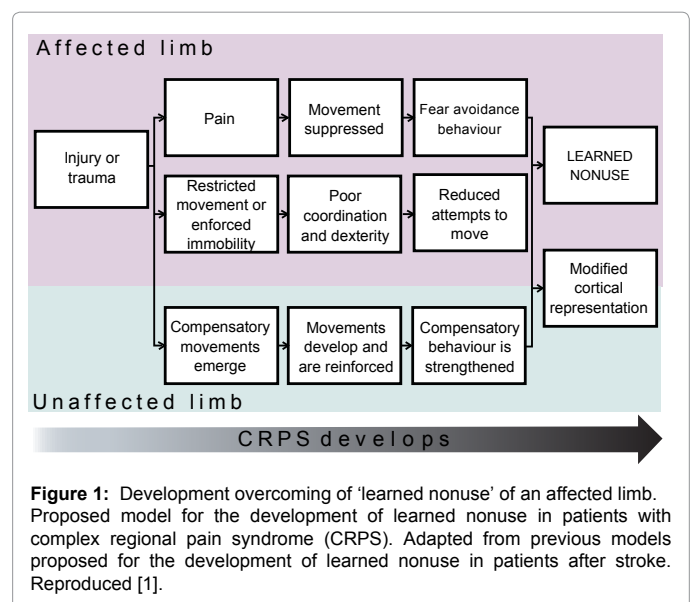 Affected limb
Injury or
trauma
Pain
Movement
suppressed
Fear avoidance
behaviour
Restricted
movement or
enforced
immobility
Poor
coordination
and dexterity
Reduced
attempts to
move
Compensatory
movements
emerge
Movements
develop and
are reinforced
Compensatory
behaviour is
strengthened
LEARNED
NONUSE
Modified
cortical
representation
Unaffected limb
CRPS develops
Figure 1: Development overcoming of ‘learned nonuse’ of an affected limb.
Proposed model for the development of learned nonuse in patients with
complex regional pain syndrome (CRPS). Adapted from previous models
proposed for the development of learned nonuse in patients after stroke.
Reproduced [1].